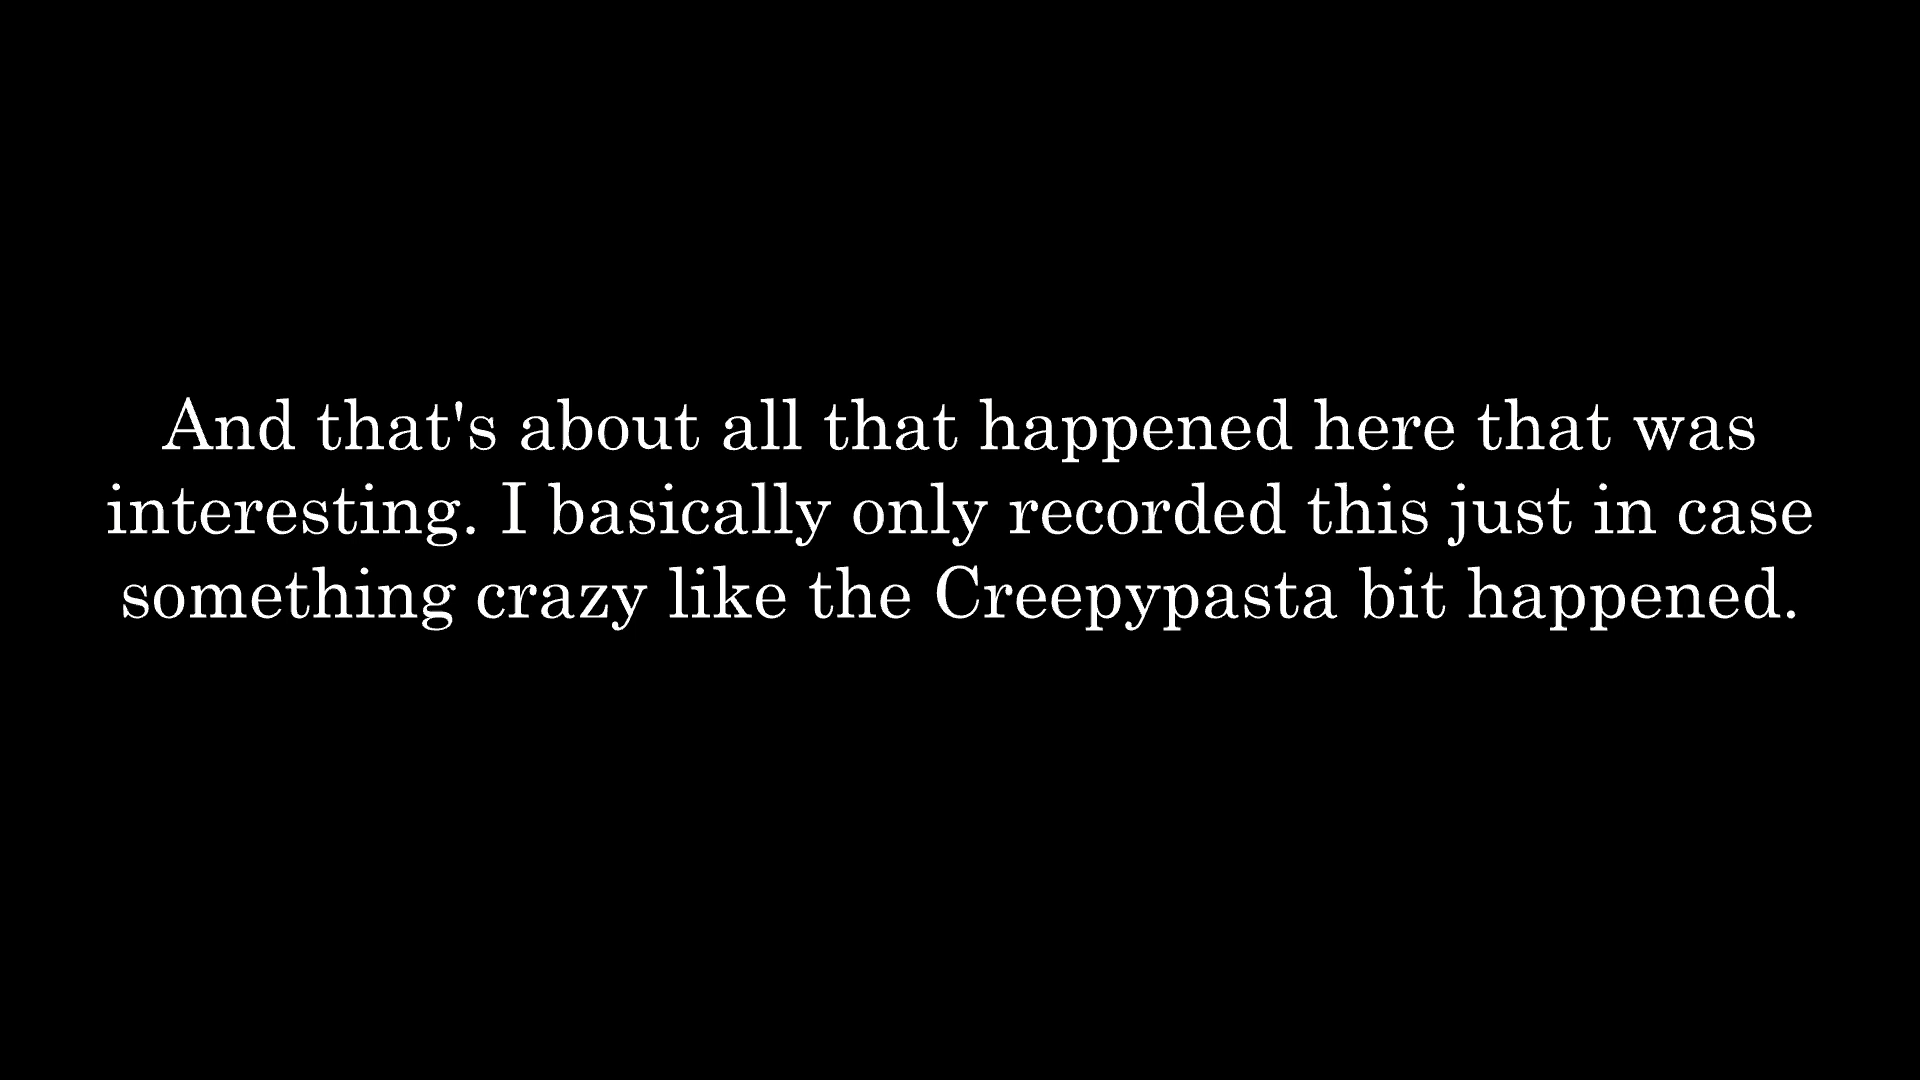 And that's about all that happened here that was
interesting. I basically only recorded this just in case
something crazy like the Creepypasta bit happened.